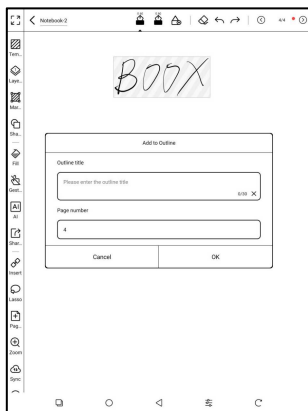 Notebook-2
4/4
BOOX
Tem...
Laye...
Mar...
Sha...
Fill
Gest...
AI
AI
Shar...
Insert
Lasso
Pag...
Zoom
Sync
Add to Outline
Outline title
Please enter the outline title
0/30
Page number
4
Cancel
OK